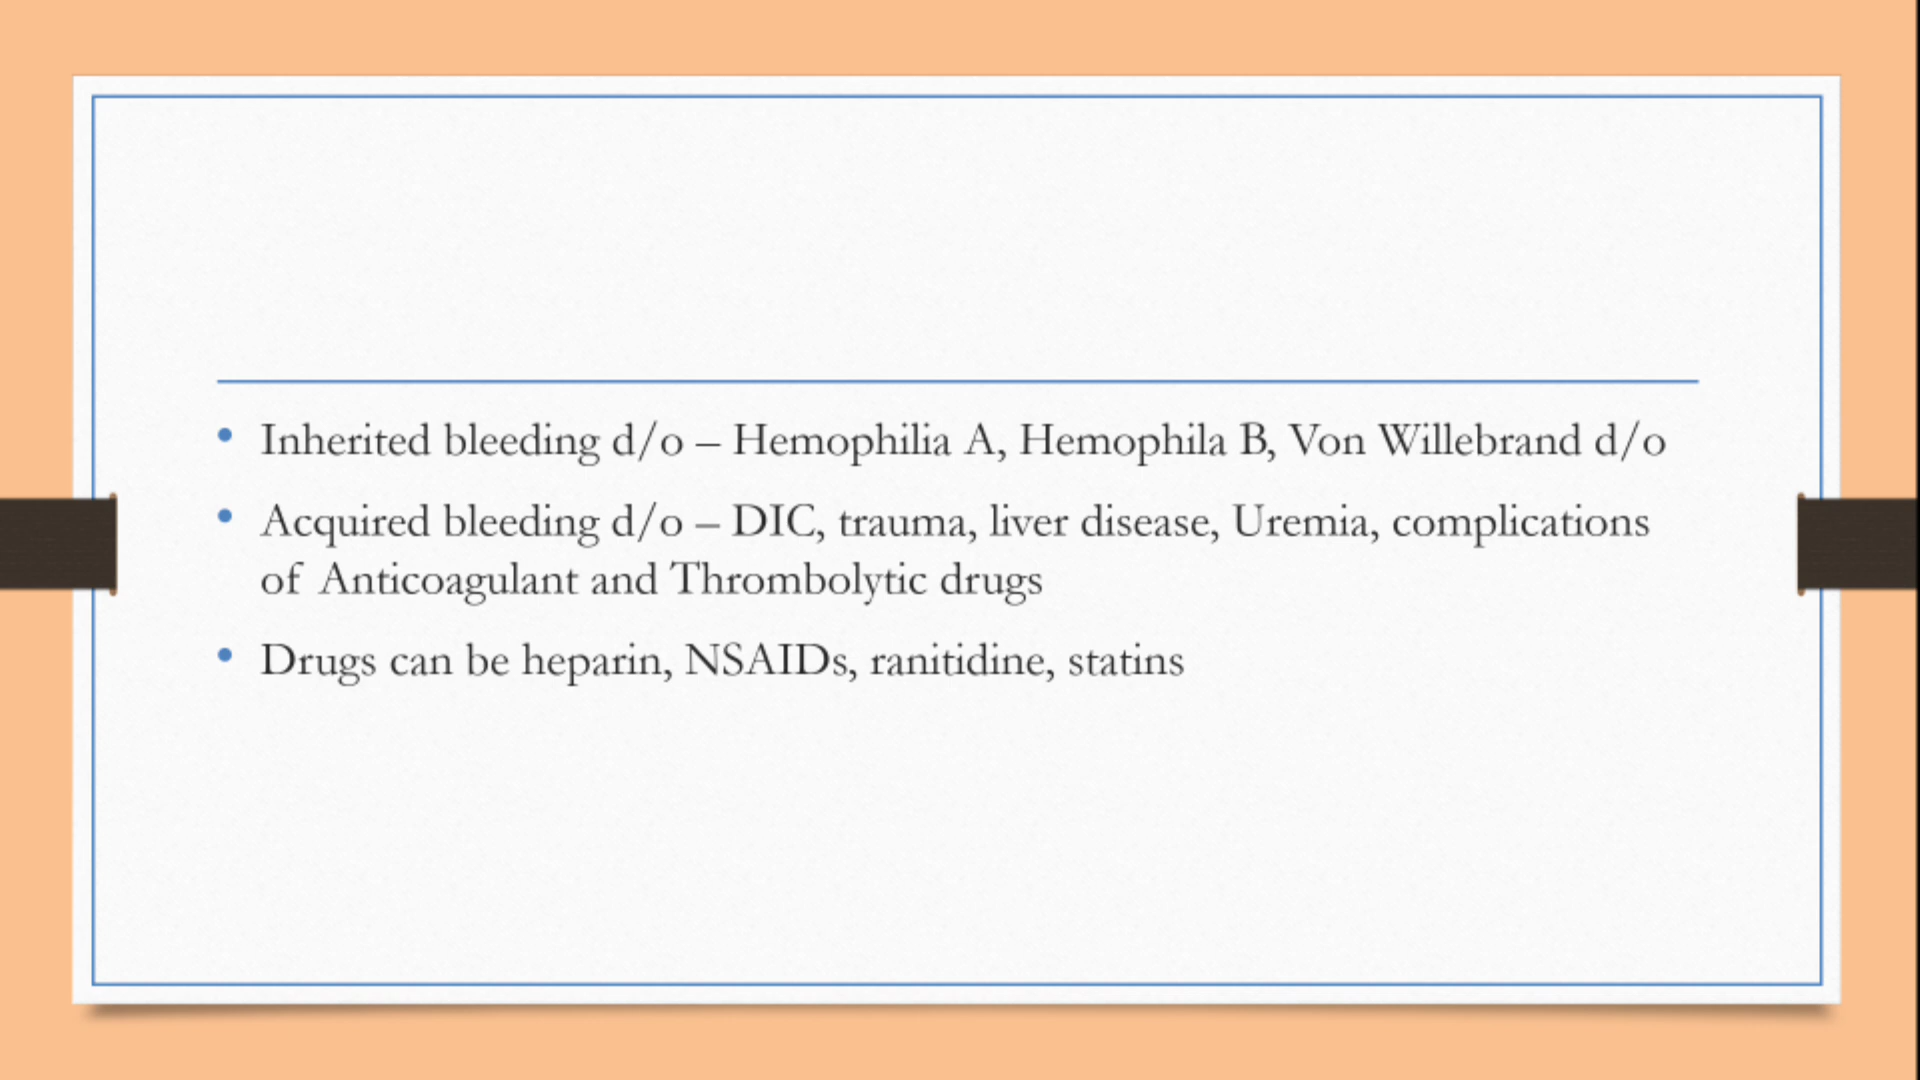 • Inherited bleeding d/o – Hemophilia A, Hemophila B, Von Willebrand d/o
• Acquired bleeding d/o – DIC, trauma, liver disease, Uremia, complications
of Anticoagulant and Thrombolytic drugs
• Drugs can be heparin, NSAIDs, ranitidine, statins